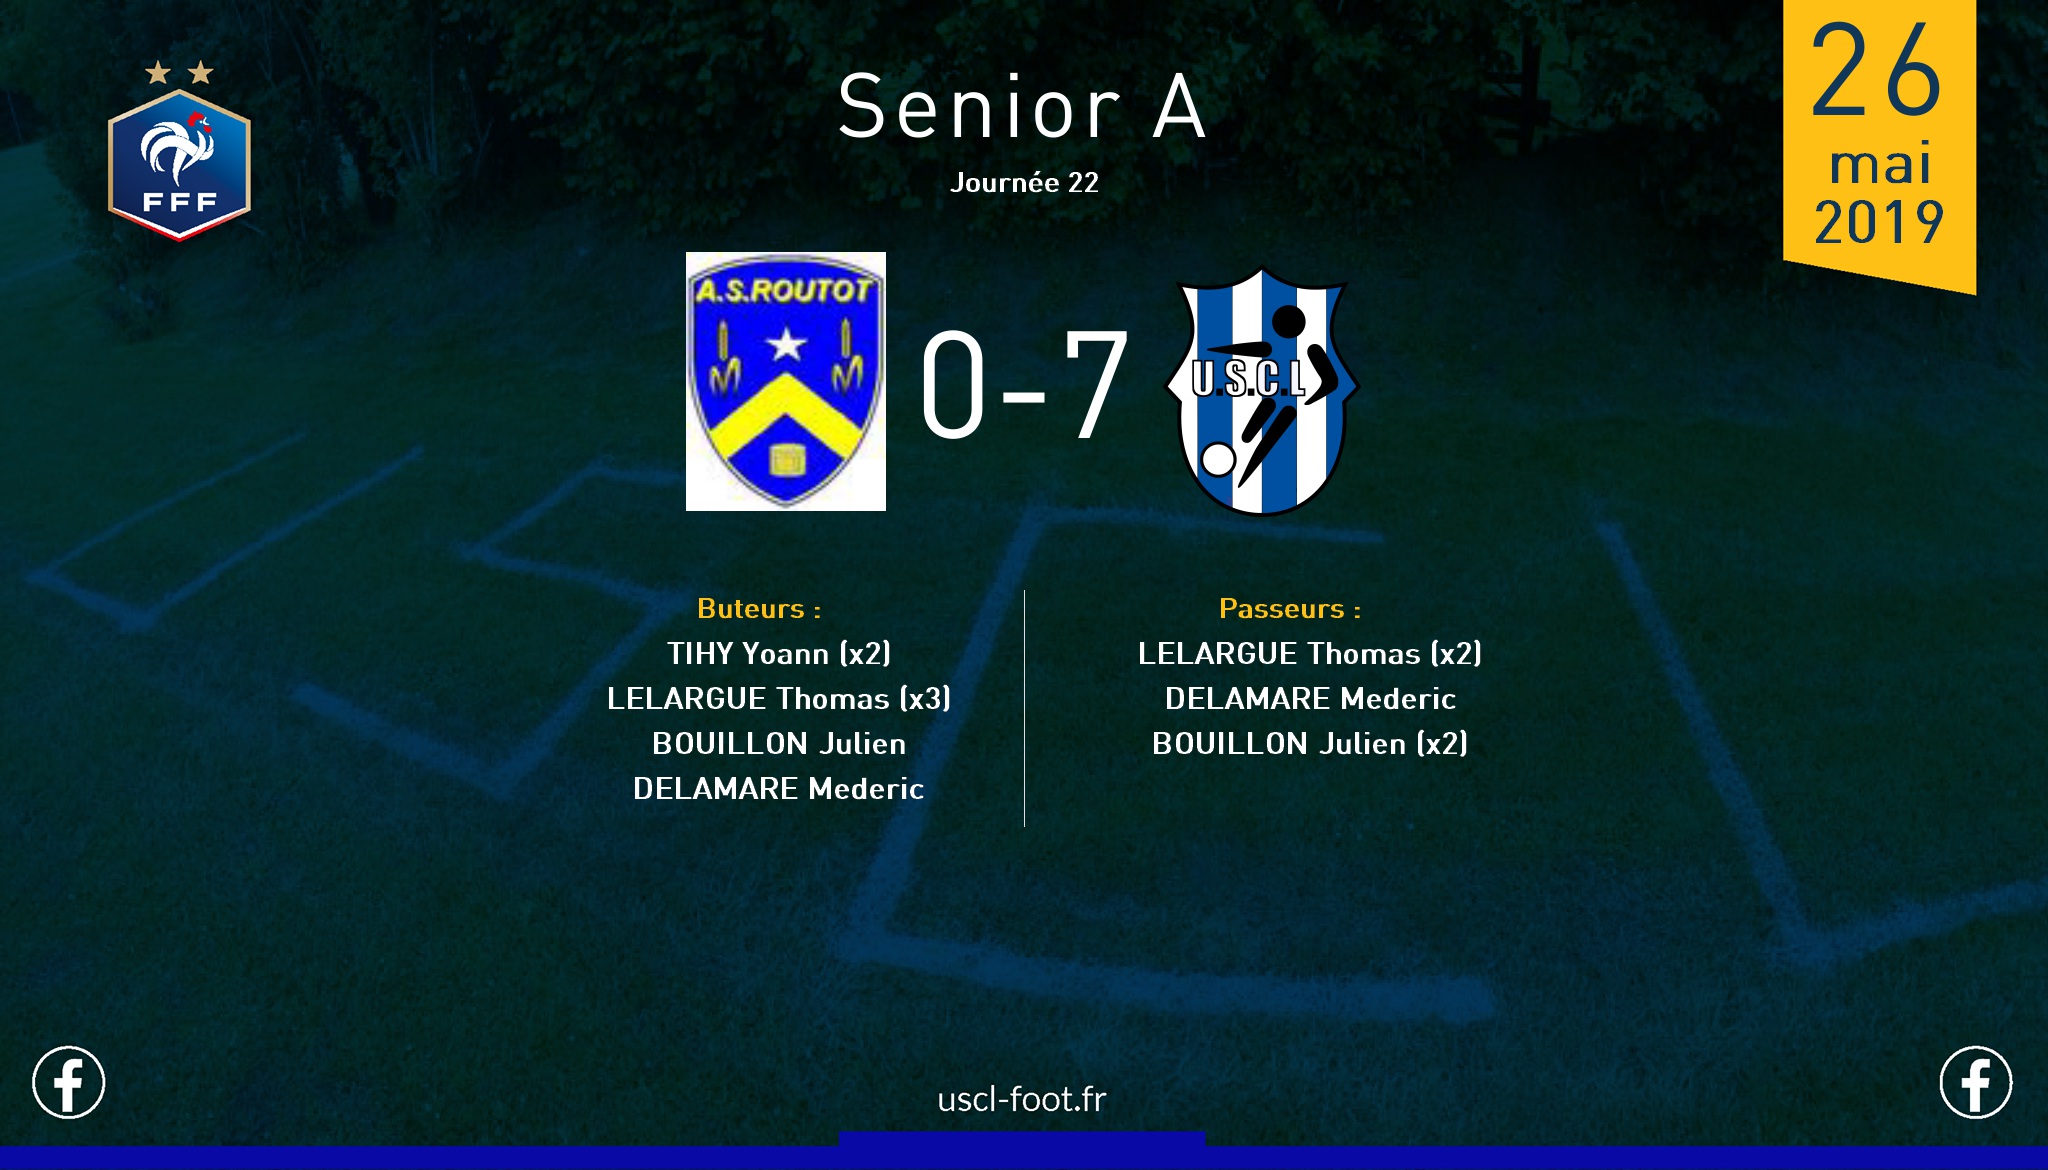 26
mai
2019
Senior A
Journée 22
FFF
A.S.ROUTOT
0-7
U.S.C.L
Buteurs :
TIHY Yoann (x2)
LELARGUE Thomas (x3)
BOUILLON Julien
DELAMARE Mederic
Passeurs :
LELARGUE Thomas (x2)
DELAMARE Mederic
BOUILLON Julien (x2)
uscl-foot.fr